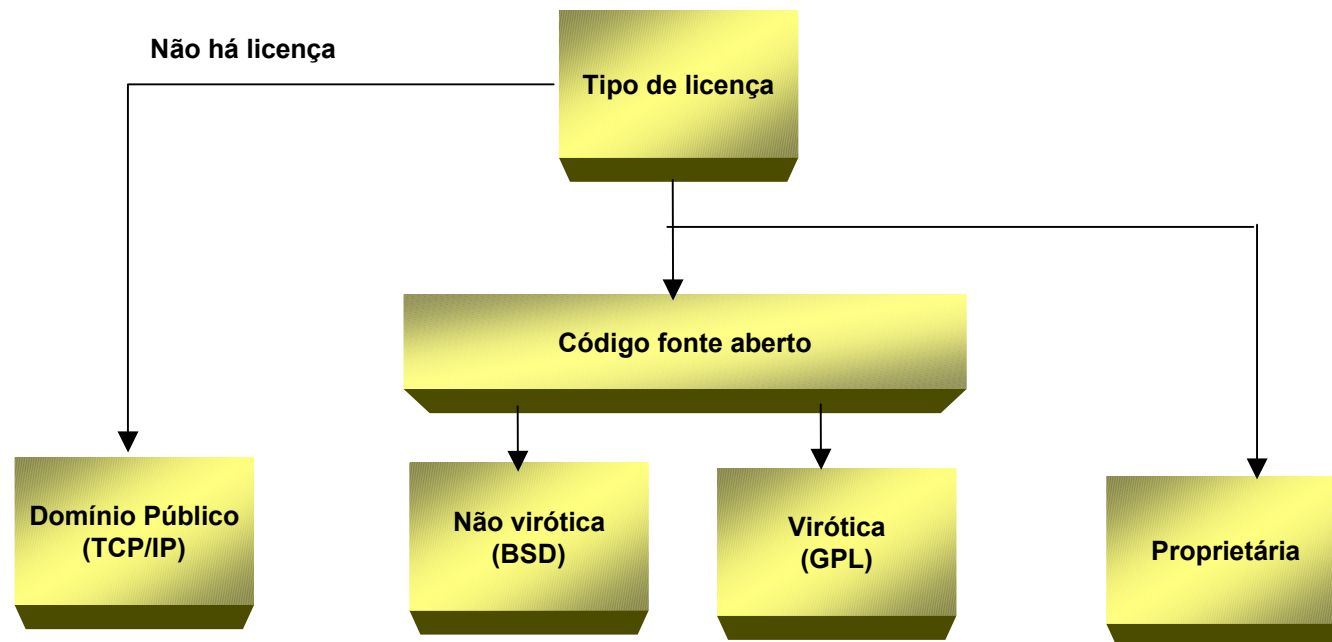 Não há licença
Tipo de licença
Código fonte aberto
Domínio Público
(TCP/IP)
Não virótica
(BSD)
Virótica
(GPL)
Proprietária